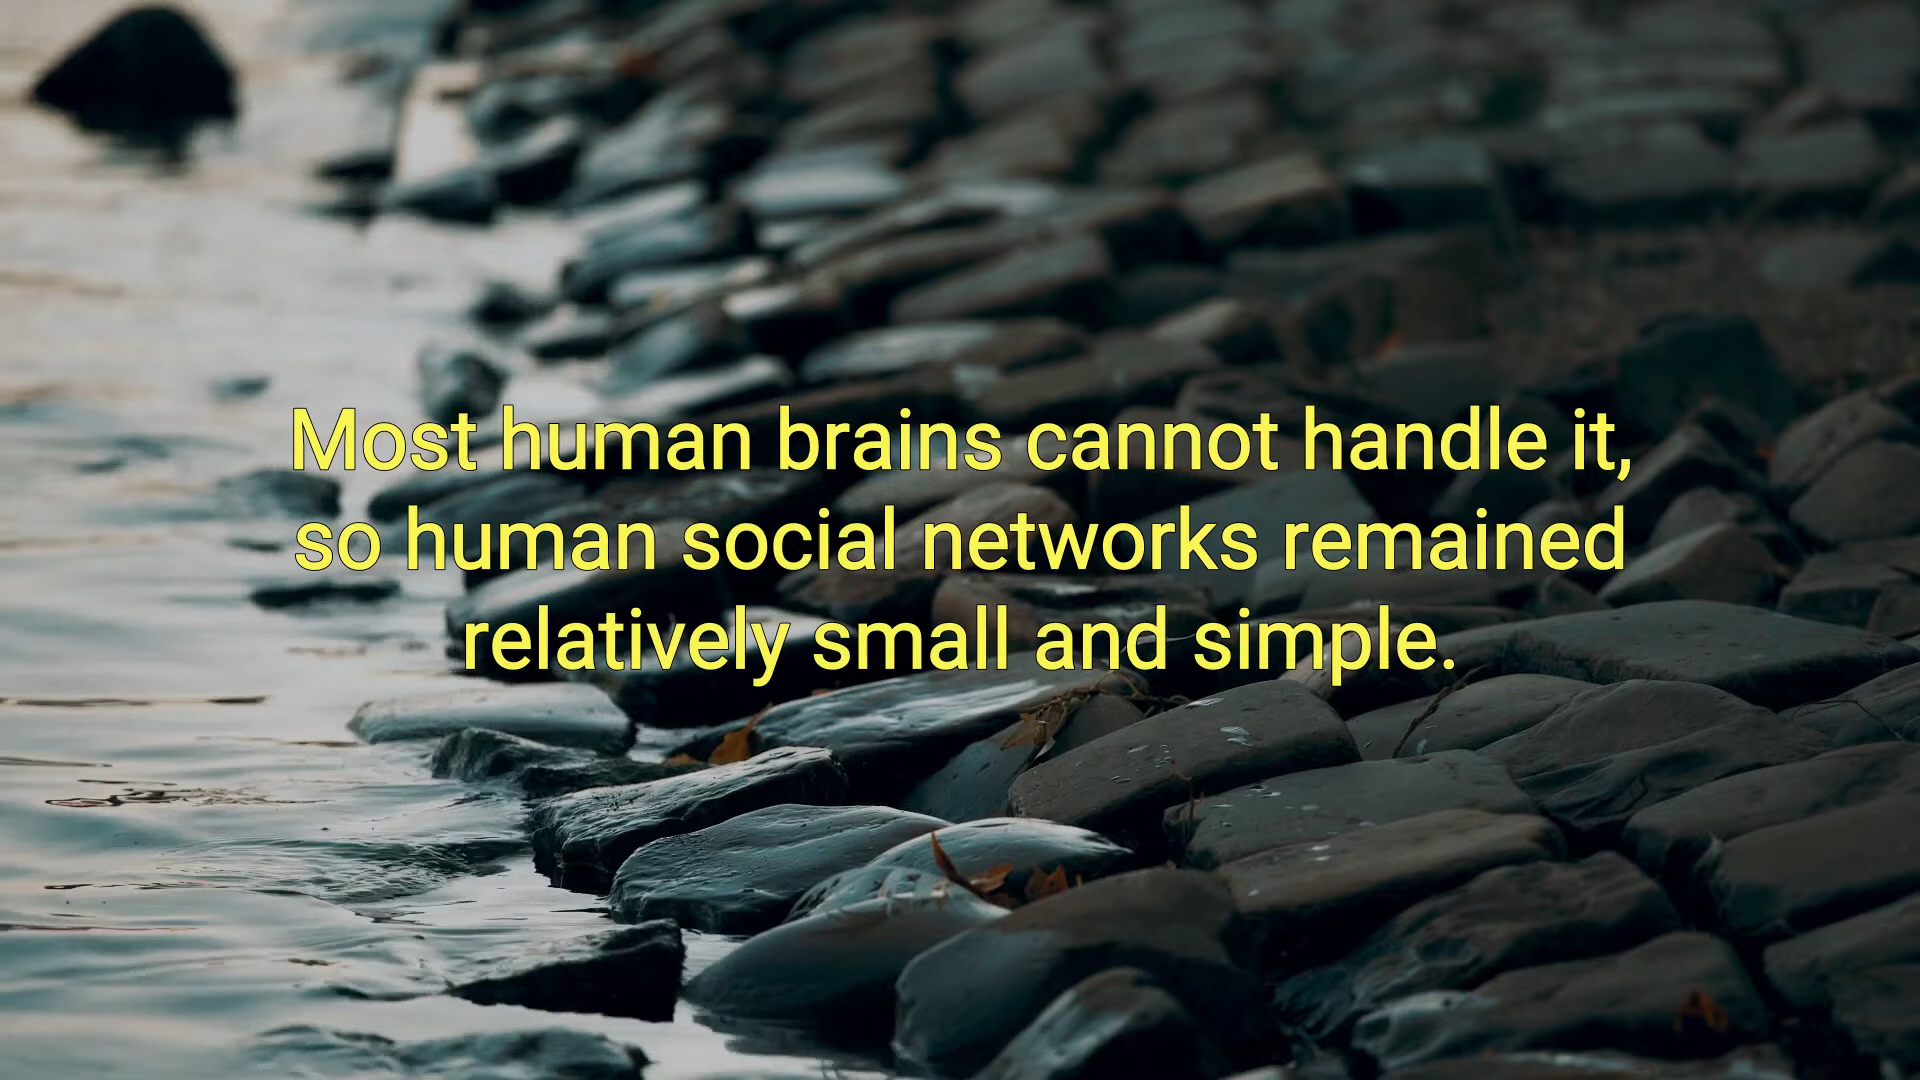 Most human brains cannot handle it,
so human social networks remained
relatively small and simple.